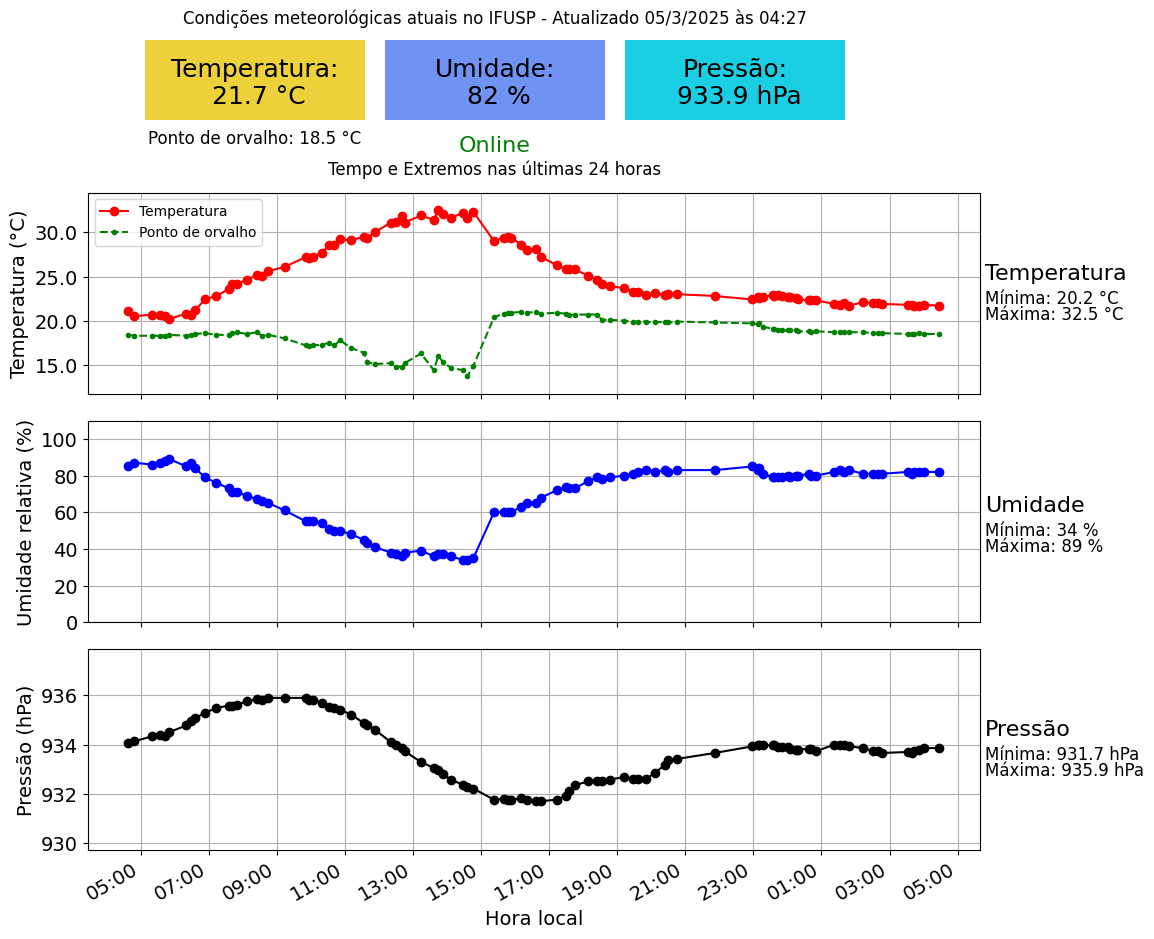 Condições meteorológicas atuais no IFUSP - Atualizado 05/3/2025 às 04:27
Temperatura:
21.7 °C
Umidade:
82 %
Pressão:
933.9 hPa
Ponto de orvalho: 18.5 °C
Online
Tempo e Extremos nas últimas 24 horas
Temperatura (°C)
30.0
25.0
20.0
15.0
Temperatura
Ponto de orvalho
Temperatura
Mínima: 20.2 °C
Máxima: 32.5 °C
Umidade relativa (%)
100
80
60
40
20
0
Umidade
Mínima: 34 %
Máxima: 89 %
Pressão (hPa)
936
934
932
930
Pressão
Mínima: 931.7 hPa
Máxima: 935.9 hPa
05:00
07:00
09:00
11:00
13:00
15:00
17:00
19:00
21:00
23:00
01:00
03:00
05:00
Hora local